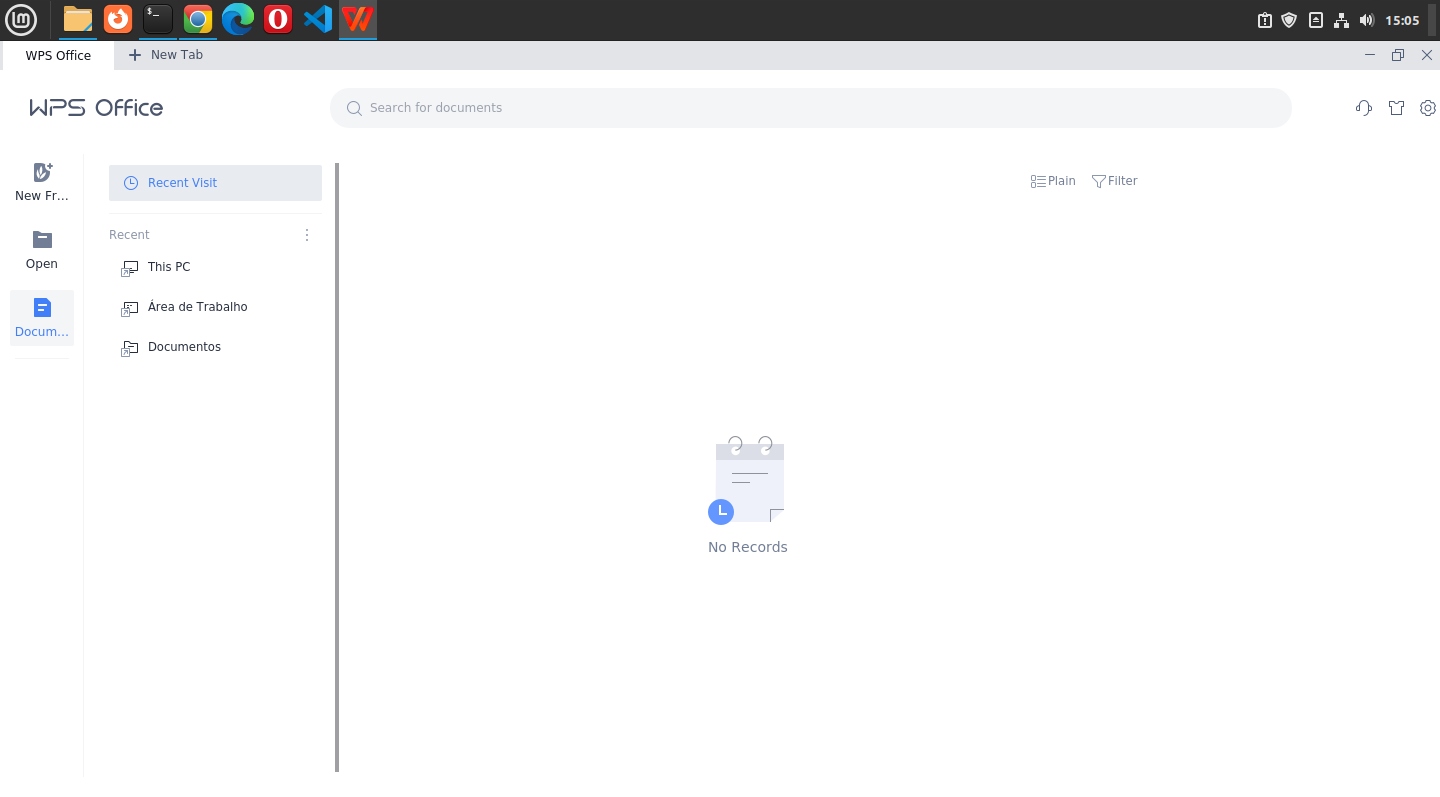 15:05
WPS Office
New Tab
WPS Office
Search for documents
New Fr...
Open
Docum...
Recent Visit
Recent
This PC
Área de Trabalho
Documentos
Plain
Filter
No Records